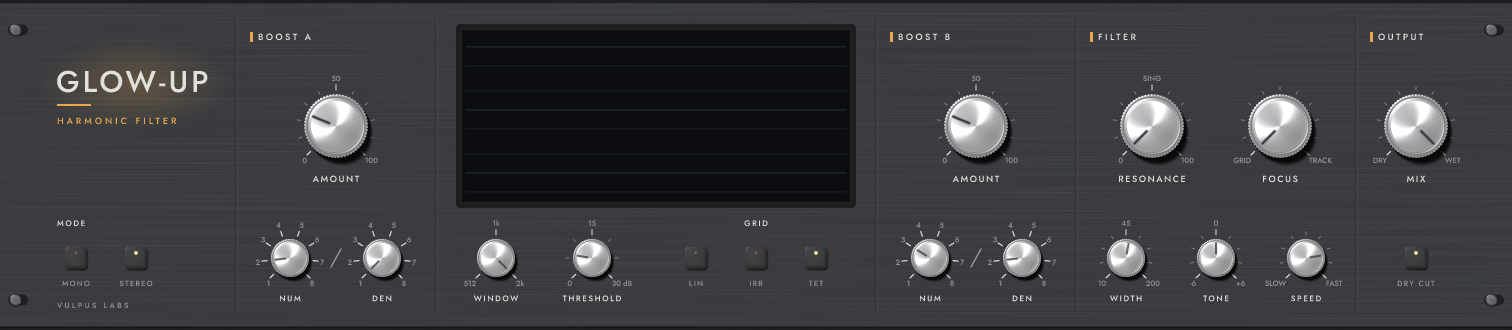 GLOW-UP
HARMONIC FILTER
MODE
MONO STEREO
VULPUS LABS
BOOST A
50
0 100
AMOUNT
1 2 3 4 5 6 7 8
NUM
/
1 2 3 4 5 6 7 8
DEN
1k
512 2k
WINDOW
15
0 30 dB
THRESHOLD
GRID
LIN IRR TET
BOOST B
50
0 100
AMOUNT
1 2 3 4 5 6 7 8
NUM
/
1 2 3 4 5 6 7 8
DEN
FILTER
SING
0 100
RESONANCE
GRID TRACK
FOCUS
45
10 200
WIDTH
0
-6 +6
TONE
SLOW FAST
SPEED
OUTPUT
DRY WET
MIX
DRY CUT